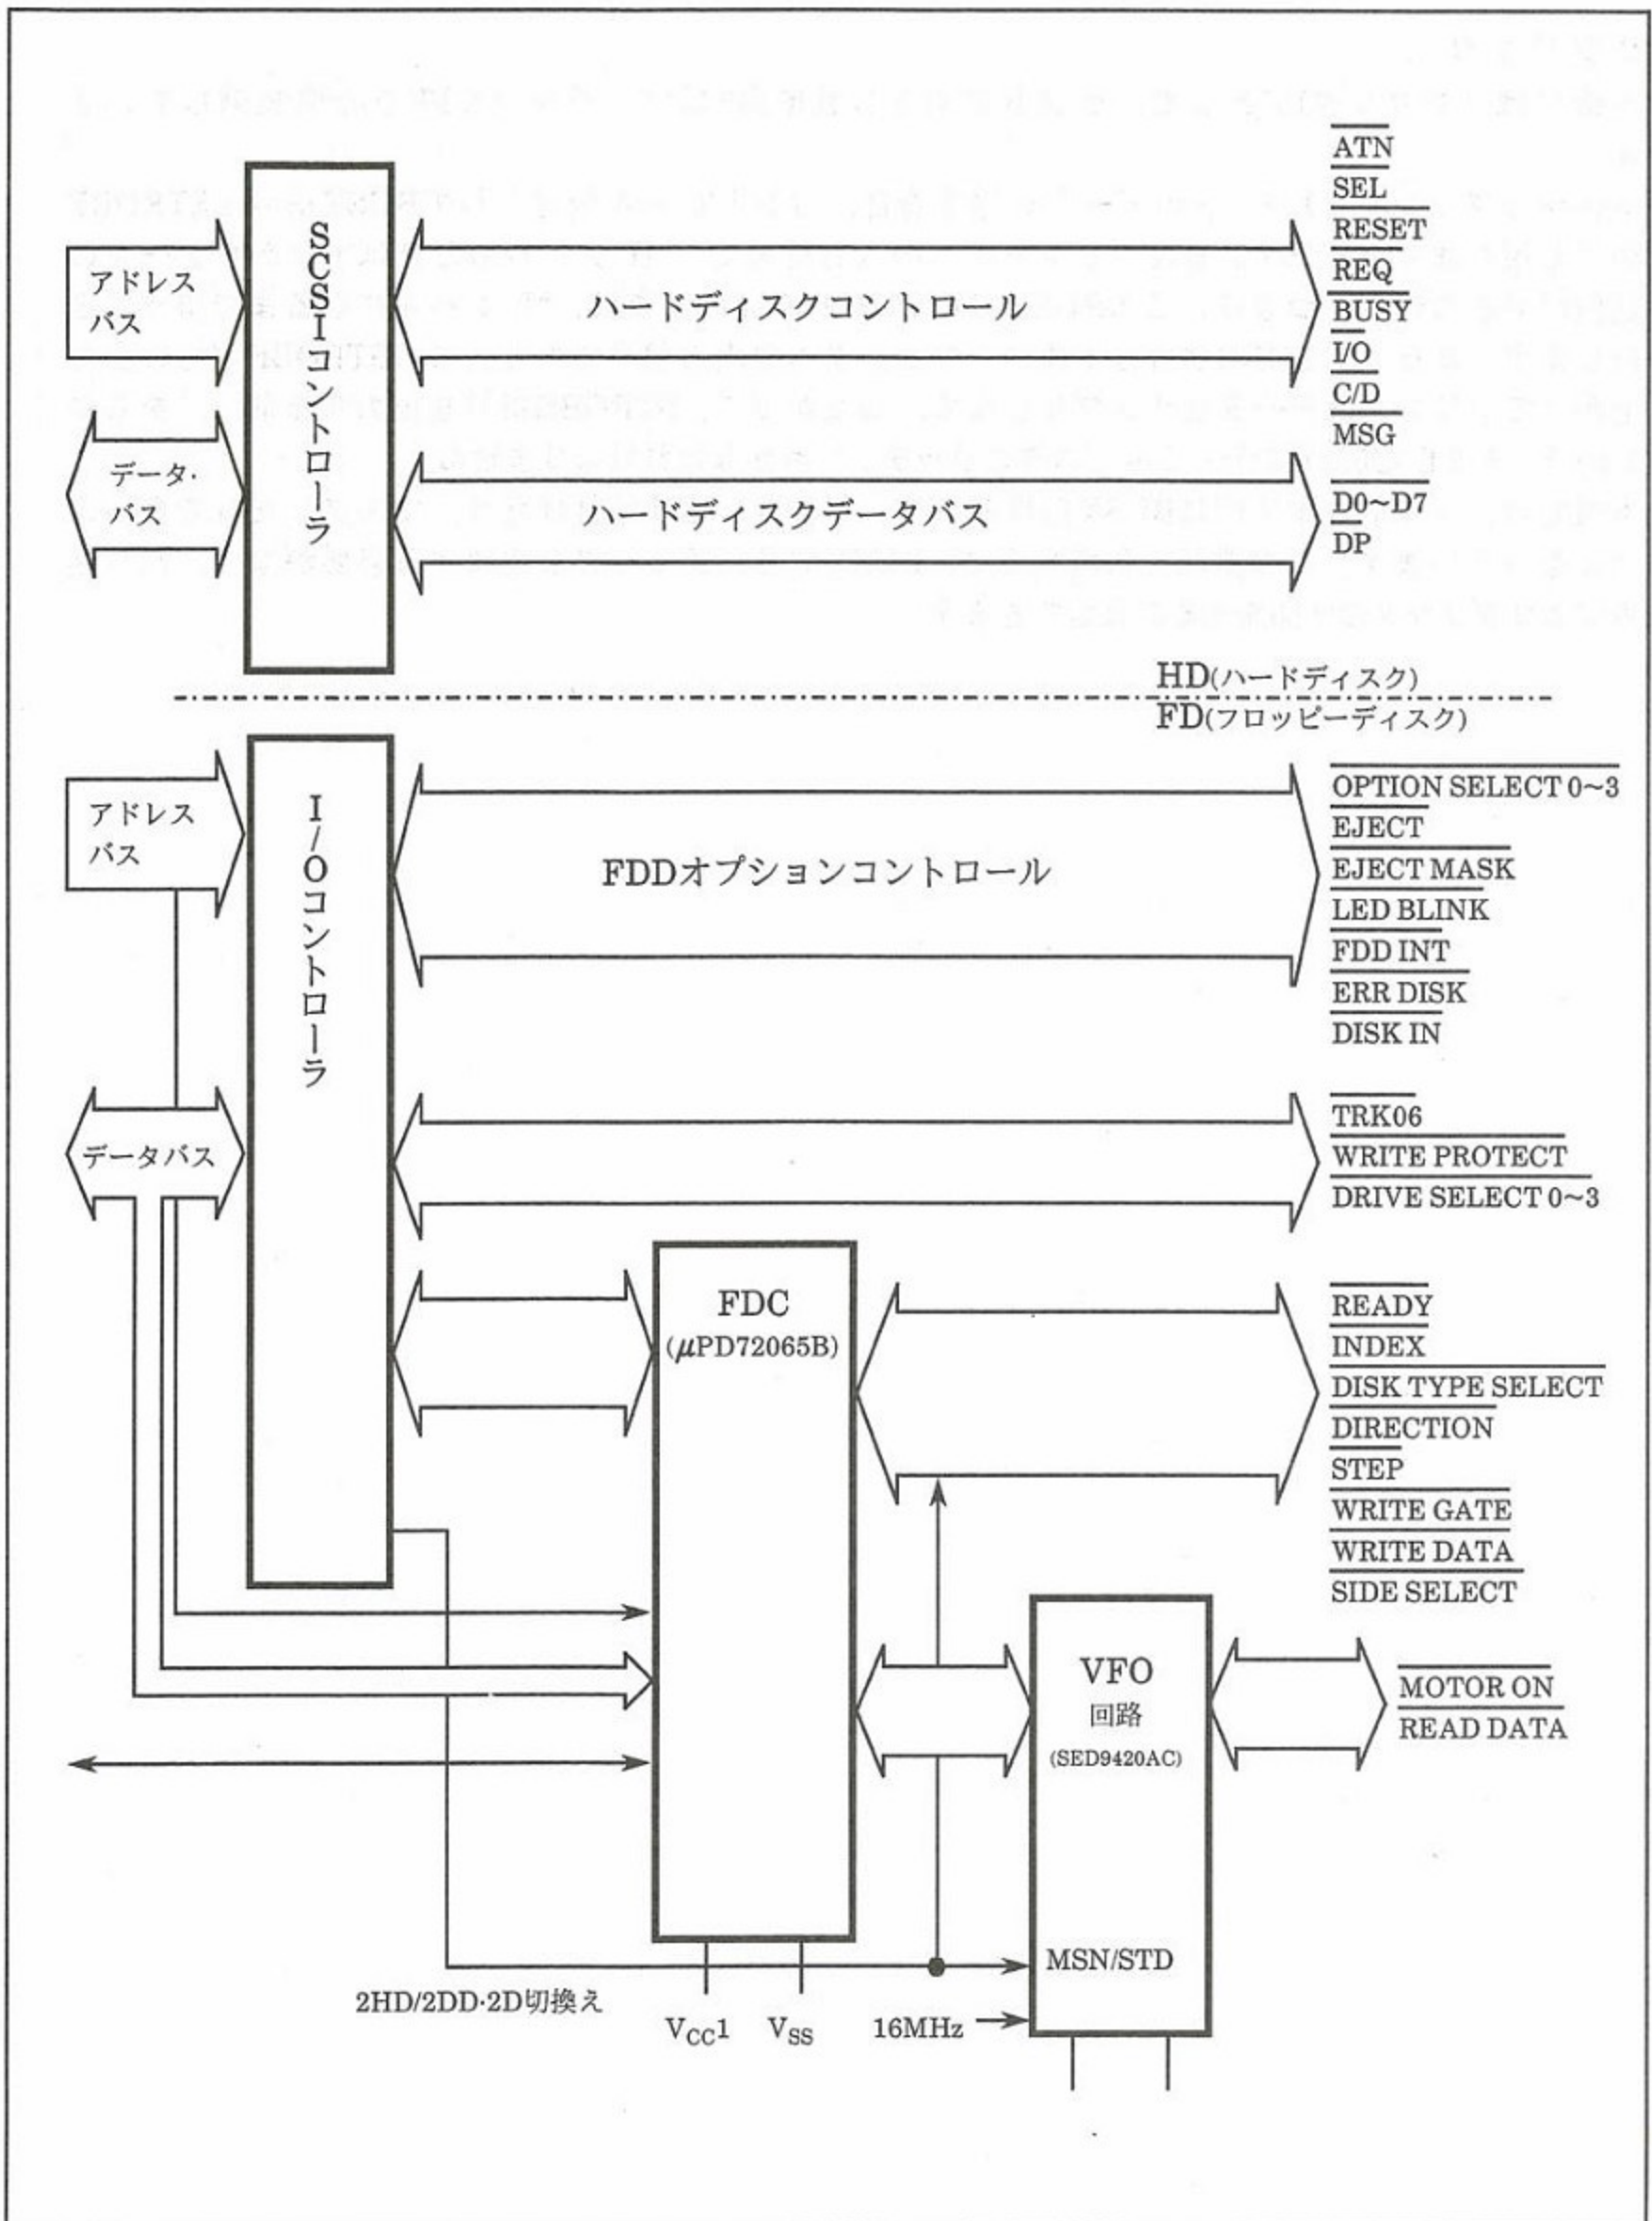 アドレス
バス
データ・
バス
SCSIコントローラ
ハードディスクコントロール
ハードディスクデータバス
ATN
SEL
RESET
REQ
BUSY
I/O
C/D
MSG
D0~D7
DP
HD(ハードディスク)
FD(フロッピーディスク)
アドレス
バス
データバス
I/Oコントローラ
FDDオプションコントロール
OPTION SELECT 0~3
EJECT
EJECT MASK
LED BLINK
FDD INT
ERR DISK
DISK IN
TRK06
WRITE PROTECT
DRIVE SELECT 0~3
FDC
(μPD72065B)
READY
INDEX
DISK TYPE SELECT
DIRECTION
STEP
WRITE GATE
WRITE DATA
SIDE SELECT
VFO
回路
(SED9420AC)
MOTOR ON
READ DATA
MSN/STD
2HD/2DD·2D切換え
VCC1 VSS
16MHz